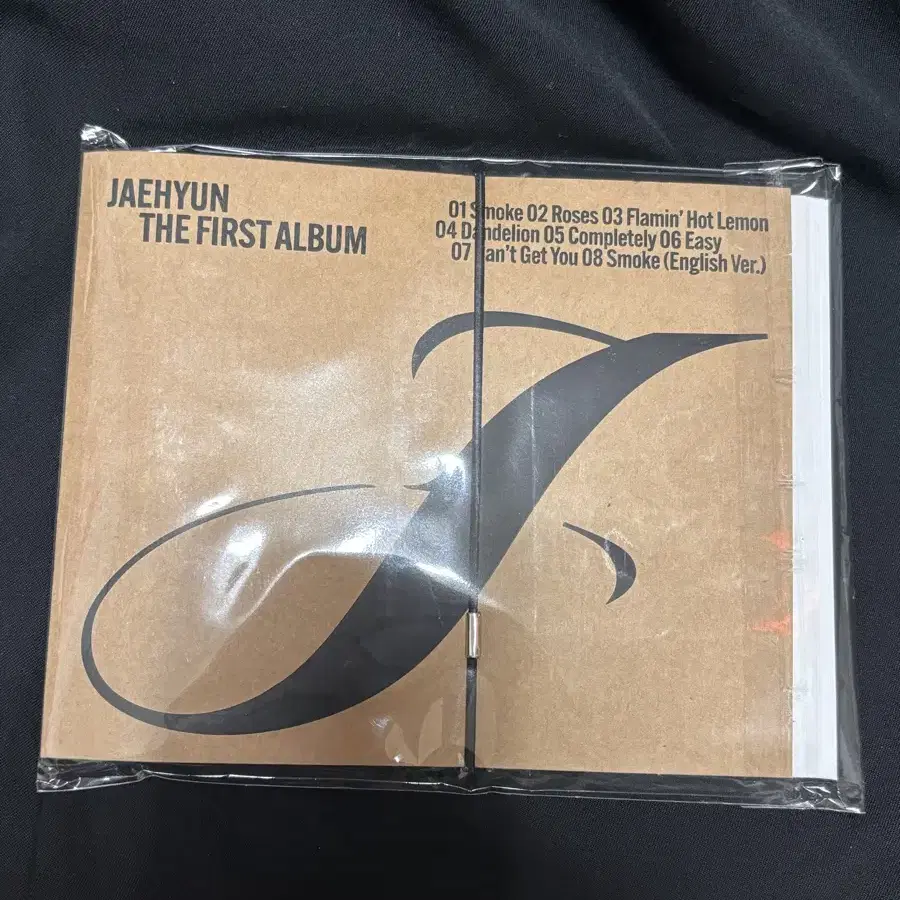 JAEHYUN
THE FIRST ALBUM
01 Smoke 02 Roses 03 Flamin' Hot Lemon
04 Dandelion 05 Completely 06 Easy
07 Can't Get You 08 Smoke (English Ver.)
J